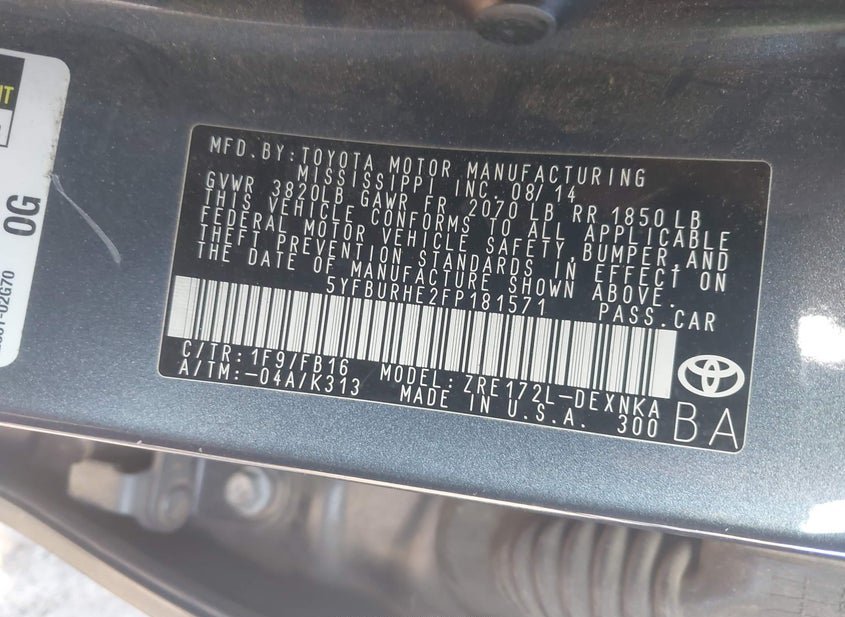 MFD.BY:TOYOTA MOTOR MANUFACTURING
MISSISSIPPI INC. 08/14
GVWR 3820LB GAWR FR 2070 LB RR 1850 LB
THIS VEHICLE CONFORMS TO ALL APPLICABLE
FEDERAL MOTOR VEHICLE SAFETY, BUMPER, AND
THEFT PREVENTION STANDARDS IN EFFECT ON
THE DATE OF MANUFACTURE SHOWN ABOVE.
5YFBURHE2FP181571 PASS.CAR
C/TR:1F9/FB16 MODEL:ZRE172L-DEXNKA
A/TM:-04A/K313 MADE IN U.S.A. 300 BA
0G